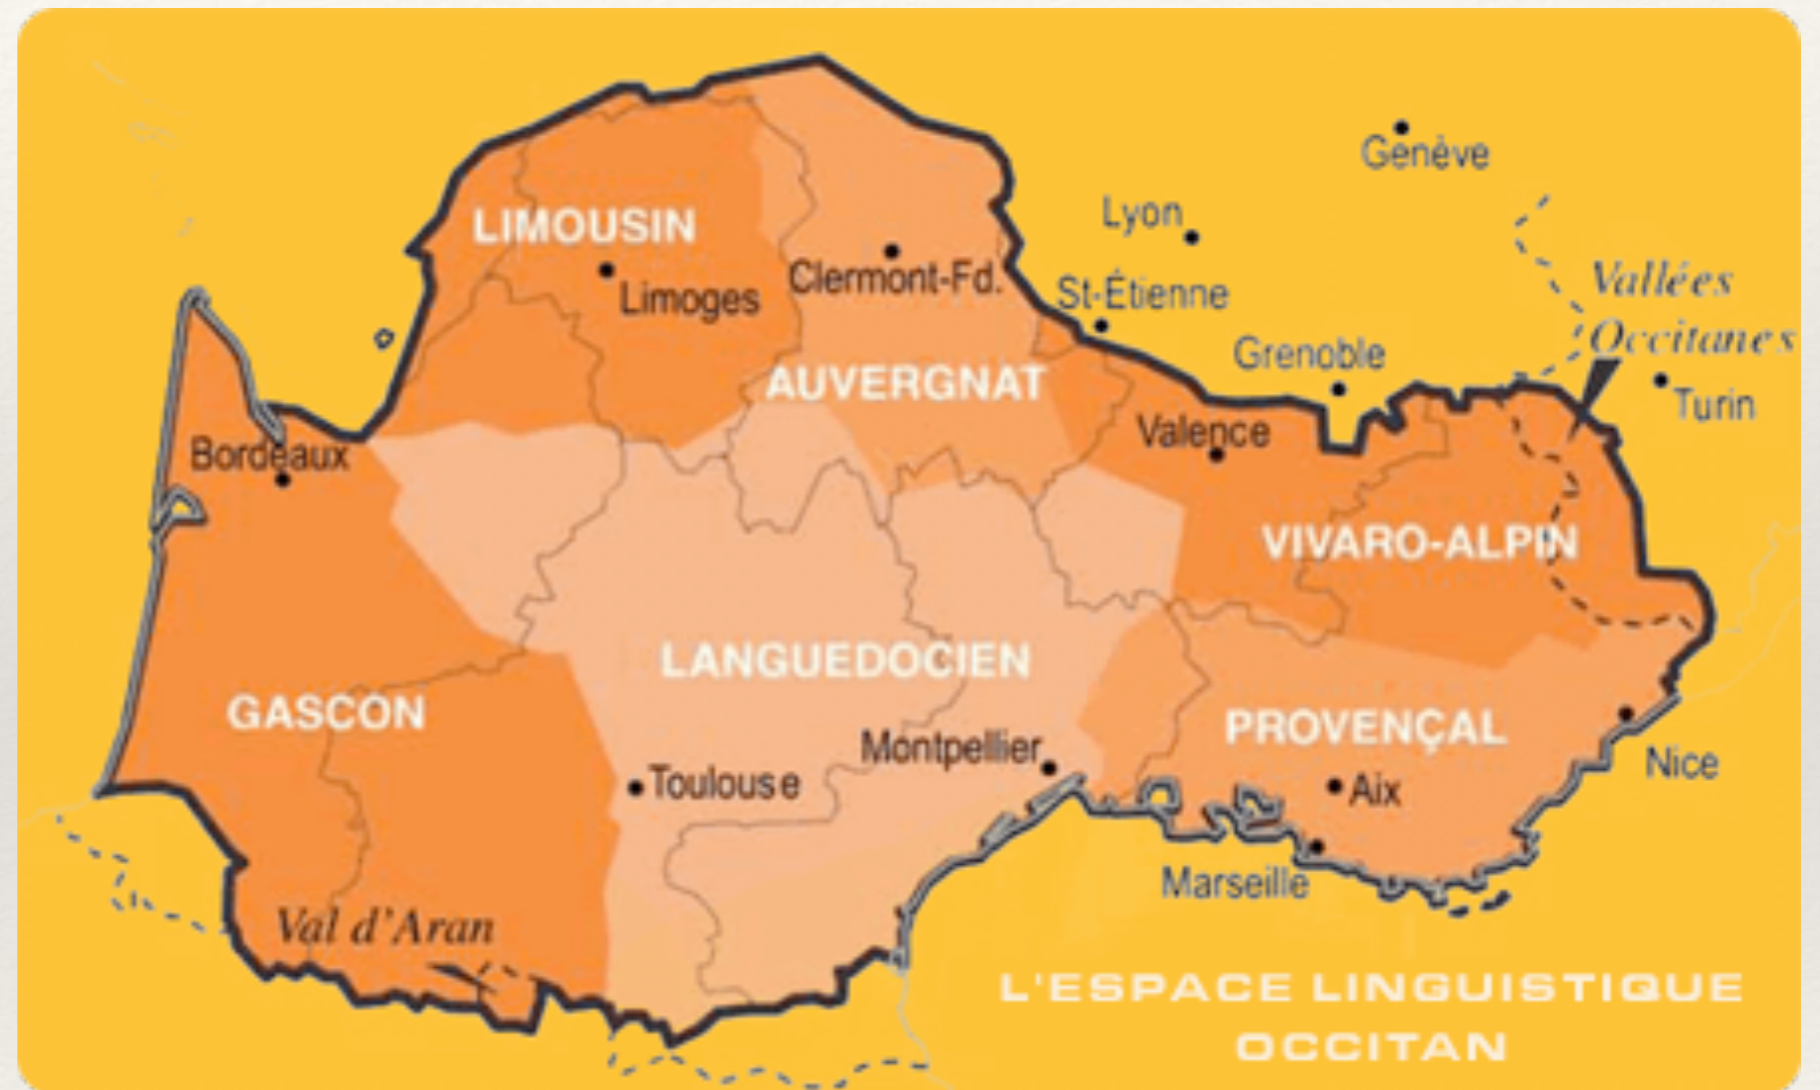 Genève
Lyon
LIMOUSIN
Clermont-Fd.
Vallées
Occitanes
Limoges
St-Étienne
Grenoble
AUVERGNAT
Turin
Valence
Bordeaux
VIVARO-ALPIN
LANGUEDOCIEN
GASCON
PROVENÇAL
Montpellier
Nice
Toulouse
Aix
Marseille
Val d'Aran
L'ESPACE LINGUISTIQUE
OCCITAN